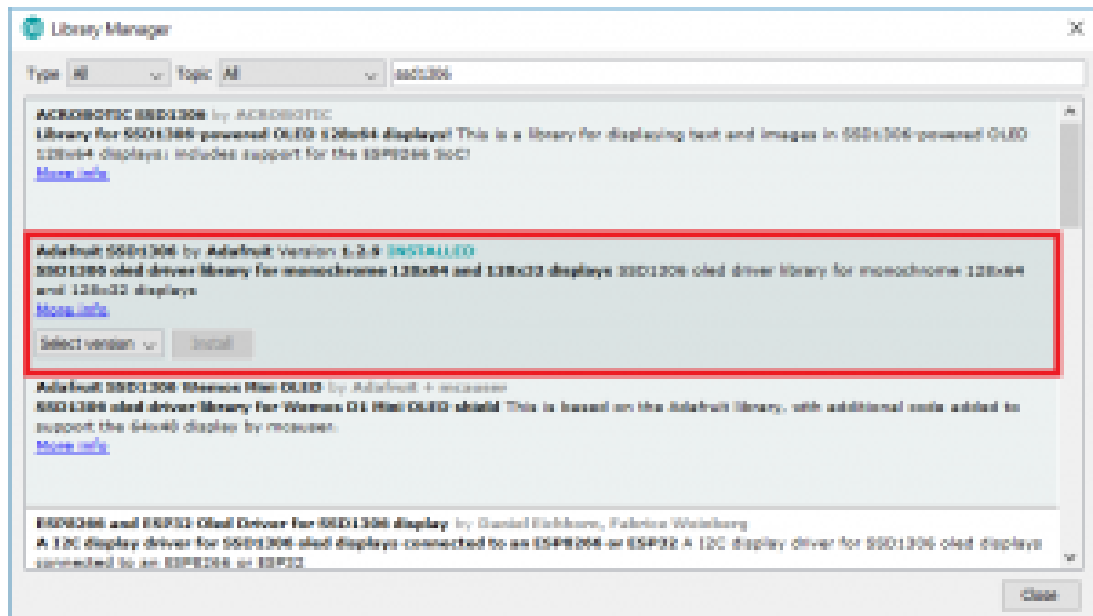 Library Manager
Type All Topic All ssd1306
ACROBOTIC SSD1306 by ACROBOTIC
Library for SSD1306-powered OLED 128x64 displays! This is a library for displaying text and images in SSD1306-powered OLED
128x64 displays; includes support for the ESP8266 SoC!
More info
Adafruit SSD1306 by Adafruit Version INSTALLED
SSD1306 oled driver library for monochrome 128x64 and 128x32 displays SSD1306 oled driver library for monochrome 128x64
and 128x32 displays
More info
Select version Install
Adafruit SSD1306 Wemos Mini OLED by Adafruit + mcauser
SSD1306 oled driver library for Wemos D1 Mini OLED shield This is based on the Adafruit library, with additional code added to
support the 64x48 display by mcauser.
More info
ESP8266 and ESP32 Oled Driver for SSD1306 display by Daniel Eichhorn, Fabrice Weinberg
A I2C display driver for SSD1306 oled displays connected to an ESP8266 or ESP32 A I2C display driver for SSD1306 oled displays
connected to an ESP8266 or ESP32
Close